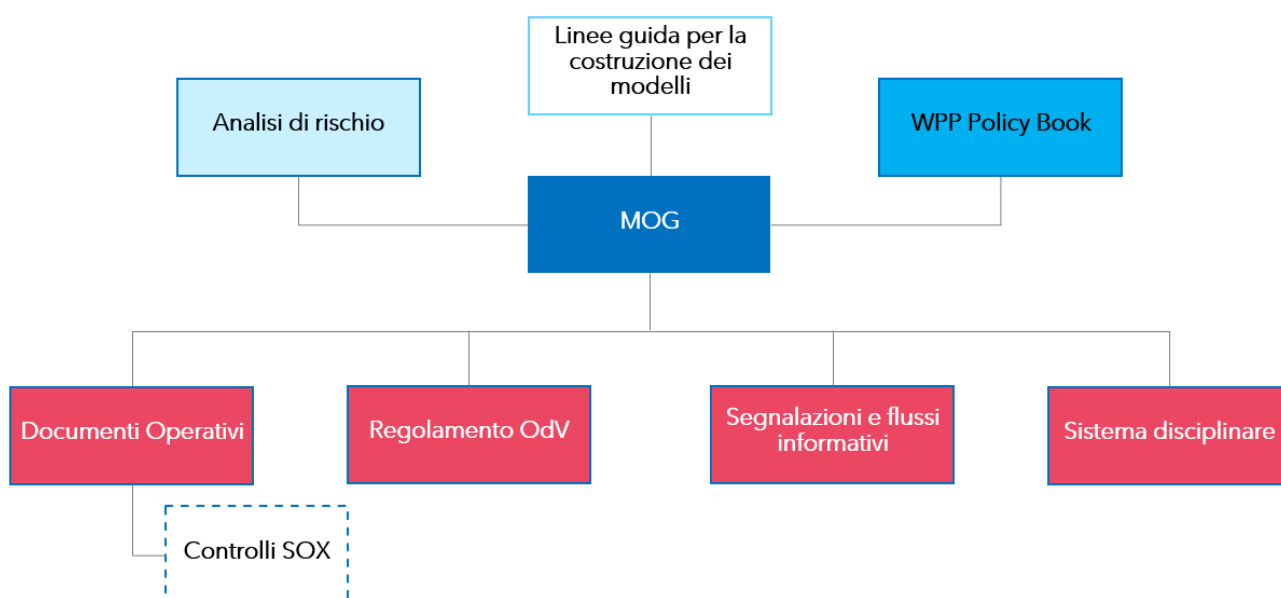 Linee guida per la
costruzione dei
modelli
Analisi di rischio
WPP Policy Book
MOG
Documenti Operativi
Regolamento OdV
Segnalazioni e flussi
informativi
Sistema disciplinare
Controlli SOX